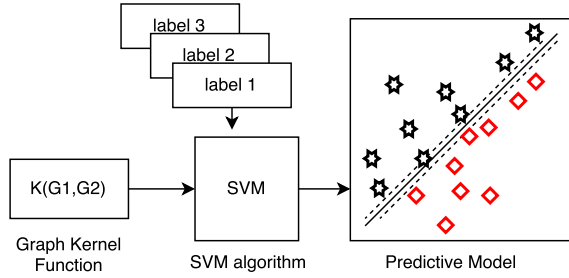 label 3
label 2
label 1
K(G1,G2)
SVM
Graph Kernel
Function
SVM algorithm
Predictive Model